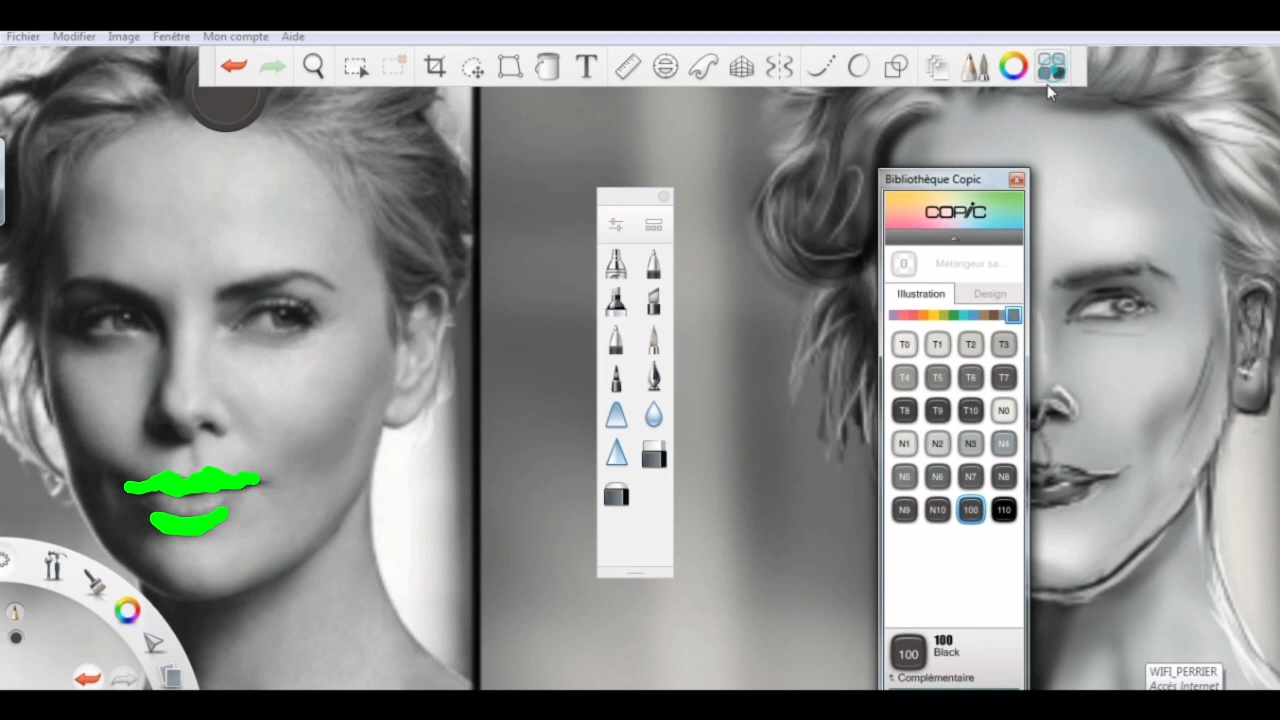 Fichier Modifier Image Fenêtre Mon compte Aide
T
Bibliothèque Copic
COPIC
0 Mélangeur sa...
Illustration Design
T0 T1 T2 T3
T4 T5 T6 T7
T8 T9 T10 N0
N1 N2 N3 N4
N5 N6 N7 N8
N9 N10 100 110
100
100
Black
Complémentaire
WIFI_PERRIER
Accès Internet